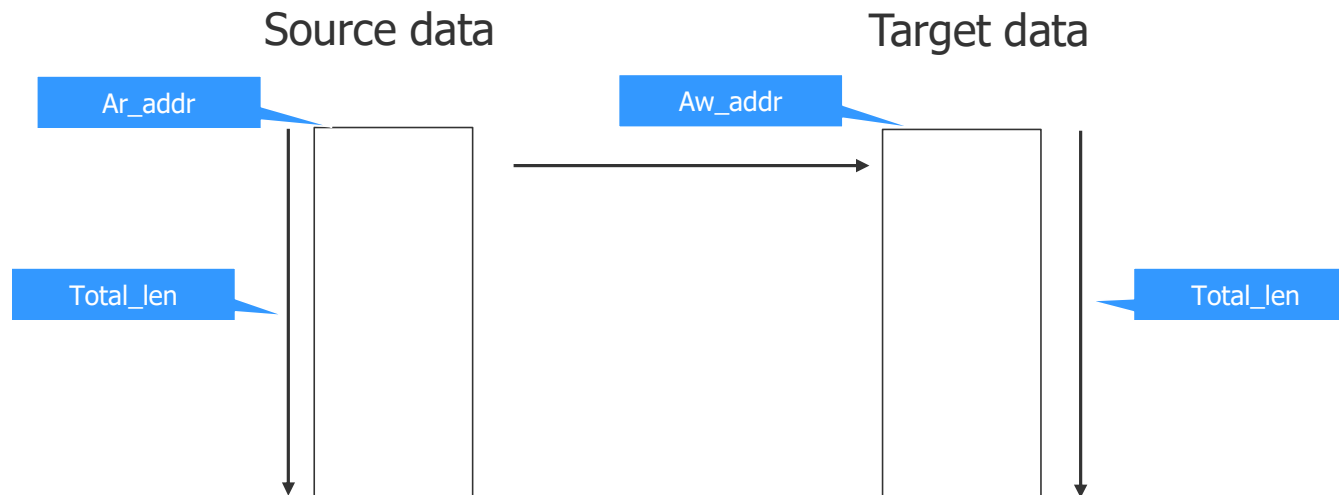 Source data
Target data
Ar_addr
Aw_addr
Total_len
Total_len